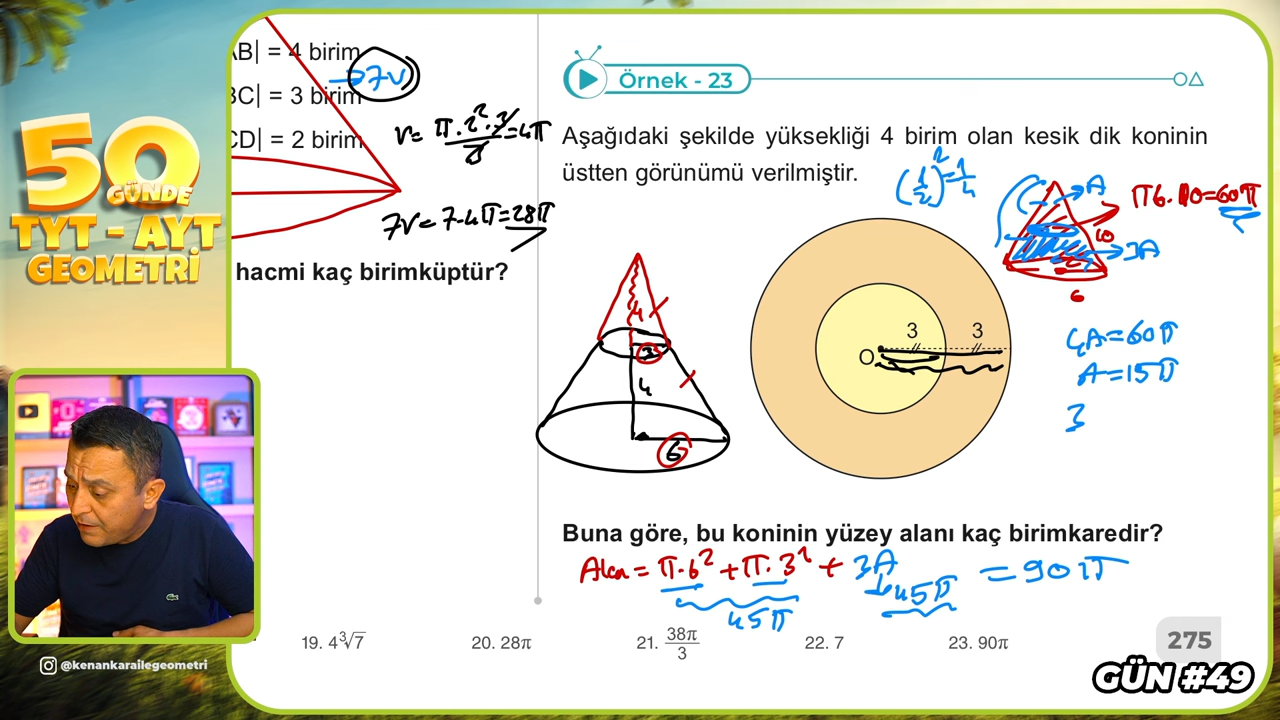 50
GÜNDE
TYT - AYT
GEOMETRİ
AB| = 4 birim
→7V
BC| = 3 birim
CD| = 2 birim
V = π.2².3/3 = 4π
7V = 7.4π = 28π
hacmi kaç birimküptür?
Örnek - 23
Aşağıdaki şekilde yüksekliği 4 birim olan kesik dik koninin
üstten görünümü verilmiştir.
(1/2)² = 1/4
A
π6.10=60π
10
3A
6
4
3
4
6
O
3
3
4A=60π
A=15π
3
Buna göre, bu koninin yüzey alanı kaç birimkaredir?
Alan = π.6² + π.3² + 3A = 90π
45π
45π
19. 4∛7
20. 28π
21. 38π/3
22. 7
23. 90π
275
@kenankarailegeometri
GÜN #49